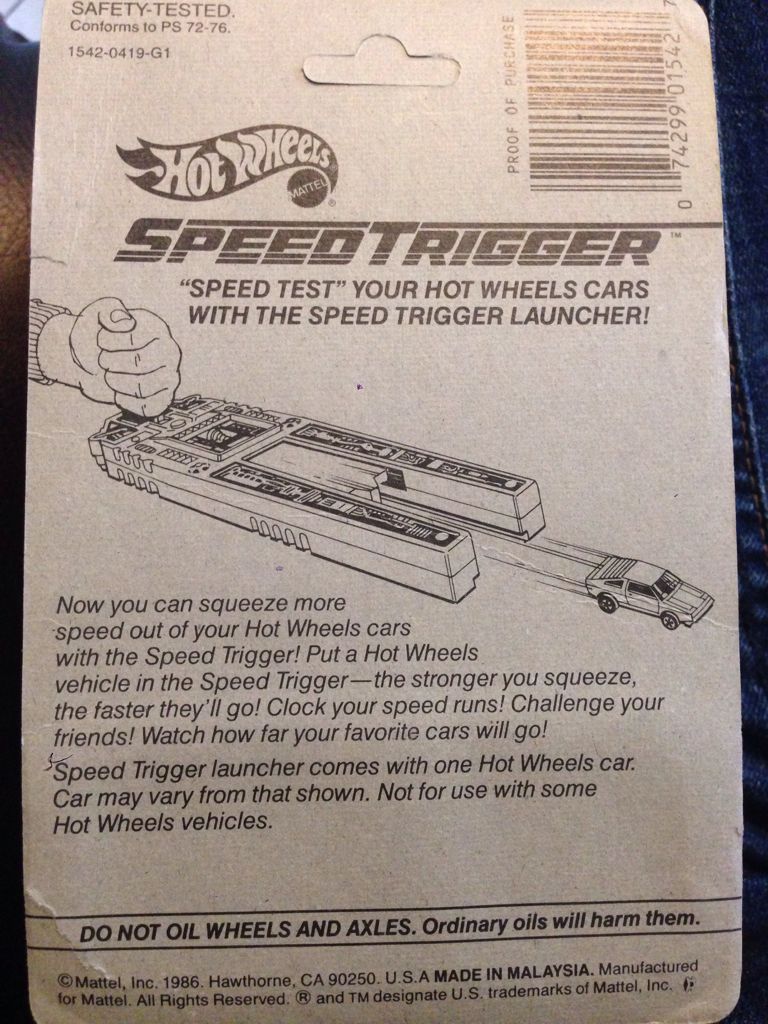 SAFETY-TESTED.
Conforms to PS 72-76.
1542-0419-G1
PROOF OF PURCHASE
0 74299 01542 7
Hot Wheels
MATTEL
®
SPEED TRIGGER™
“SPEED TEST” YOUR HOT WHEELS CARS
WITH THE SPEED TRIGGER LAUNCHER!
Now you can squeeze more
speed out of your Hot Wheels cars
with the Speed Trigger! Put a Hot Wheels
vehicle in the Speed Trigger—the stronger you squeeze,
the faster they’ll go! Clock your speed runs! Challenge your
friends! Watch how far your favorite cars will go!
Speed Trigger launcher comes with one Hot Wheels car.
Car may vary from that shown. Not for use with some
Hot Wheels vehicles.
DO NOT OIL WHEELS AND AXLES. Ordinary oils will harm them.
©Mattel, Inc. 1986. Hawthorne, CA 90250. U.S.A MADE IN MALAYSIA. Manufactured
for Mattel. All Rights Reserved. ® and TM designate U.S. trademarks of Mattel, Inc.